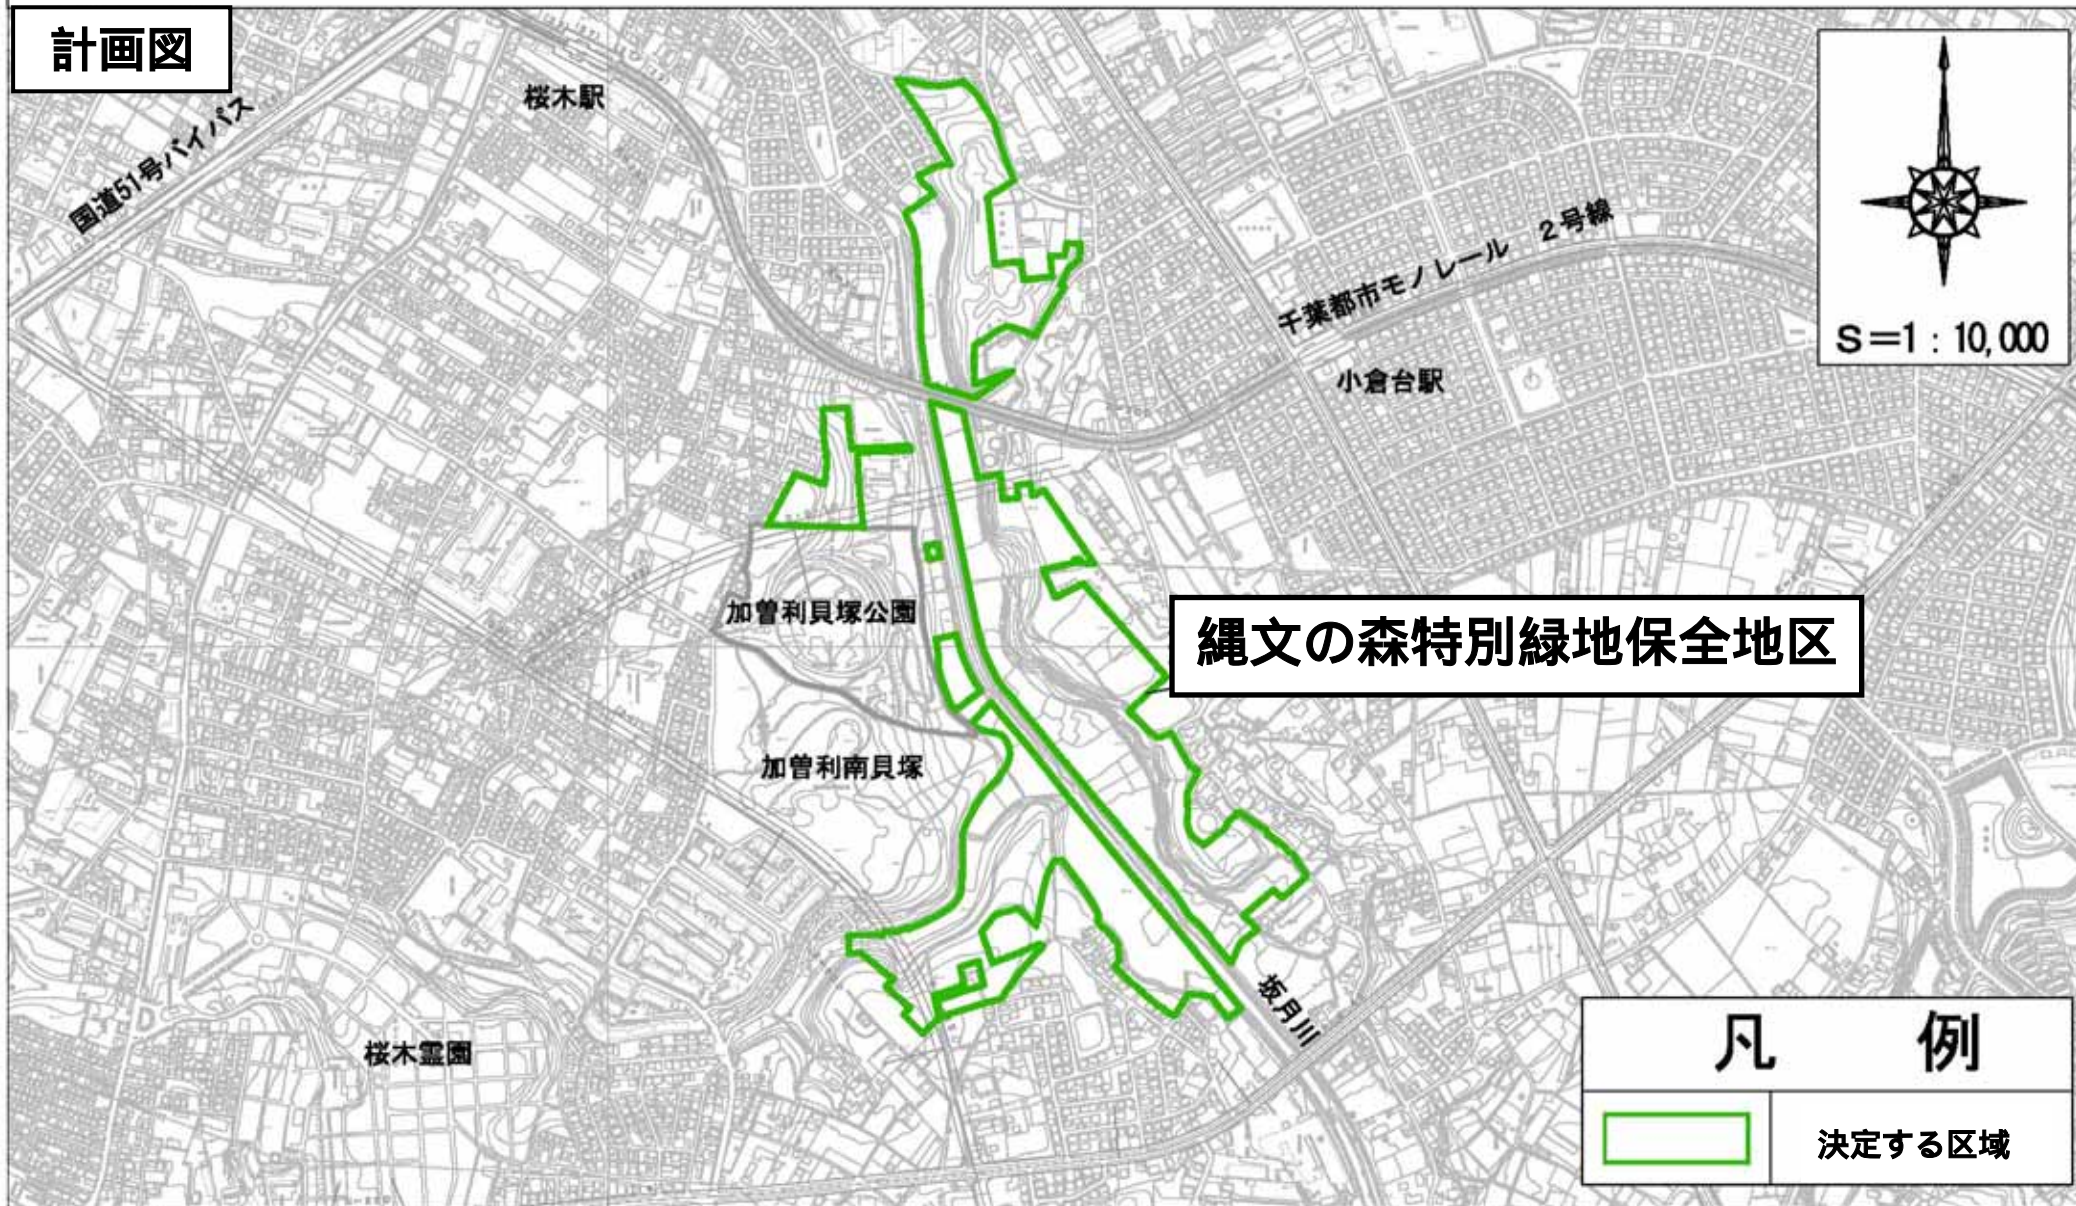 計画図
桜木駅
国道51号バイパス
千葉都市モノレール 2号線
S=1:10,000
小倉台駅
加曽利貝塚公園
縄文の森特別緑地保全地区
加曽利南貝塚
坂月川
桜木霊園
凡 例
決定する区域